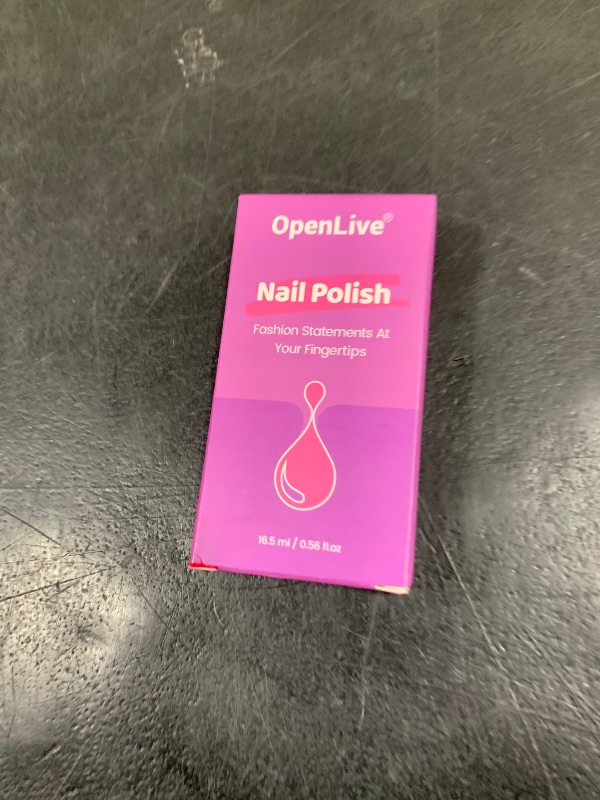 OpenLive®
Nail Polish
Fashion Statements At
Your Fingertips
16.5 ml / 0.56 fl.oz